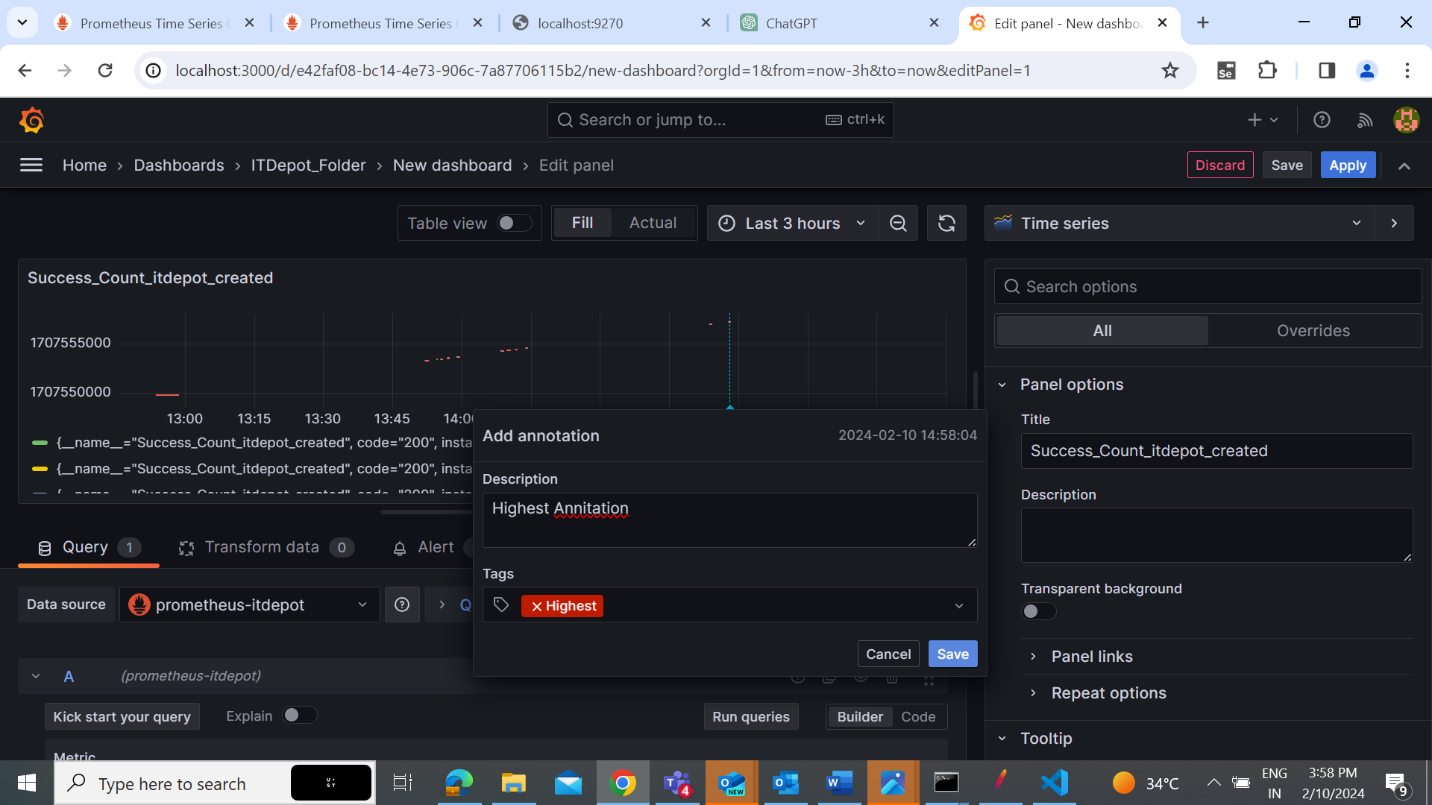 Prometheus Time Series
Prometheus Time Series
localhost:9270
ChatGPT
Edit panel - New dashbo
localhost:3000/d/e42faf08-bc14-4e73-906c-7a87706115b2/new-dashboard?orgId=1&from=now-3h&to=now&editPanel=1
Se
Search or jump to...
ctrl+k
Home › Dashboards › ITDepot_Folder › New dashboard › Edit panel
Discard
Save
Apply
Table view
Fill
Actual
Last 3 hours
Time series
Success_Count_itdepot_created
1707555000
1707550000
13:00 13:15 13:30 13:45 14:0
{__name__="Success_Count_itdepot_created", code="200", insta
{__name__="Success_Count_itdepot_created", code="200", insta
Search options
All
Overrides
Panel options
Title
Success_Count_itdepot_created
Description
Transparent background
Panel links
Repeat options
Tooltip
Add annotation
2024-02-10 14:58:04
Description
Highest Annitation
Tags
Highest
Cancel
Save
Query 1
Transform data 0
Alert
Data source
prometheus-itdepot
Q
A
(prometheus-itdepot)
Kick start your query
Explain
Run queries
Builder
Code
Metric
Type here to search
4
NEW
34°C
ENG
IN
3:58 PM
2/10/2024
9